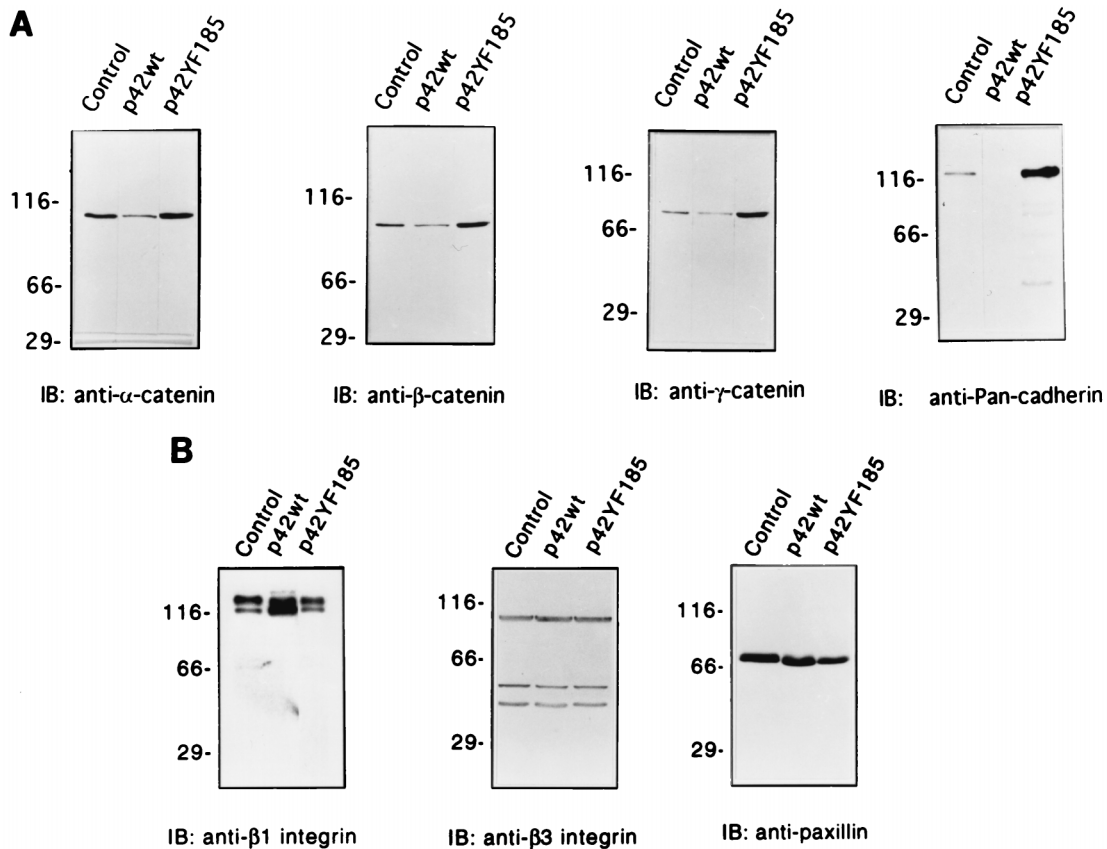 A
Control p42wt p42YF185
116-
66-
29-
IB: anti-α-catenin
Control p42wt p42YF185
116-
66-
29-
IB: anti-β-catenin
Control p42wt p42YF185
116-
66-
29-
IB: anti-γ-catenin
Control p42wt p42YF185
116-
66-
29-
IB: anti-Pan-cadherin
B
Control p42wt p42YF185
116-
66-
29-
IB: anti-β1 integrin
Control p42wt p42YF185
116-
66-
29-
IB: anti-β3 integrin
Control p42wt p42YF185
116-
66-
29-
IB: anti-paxillin